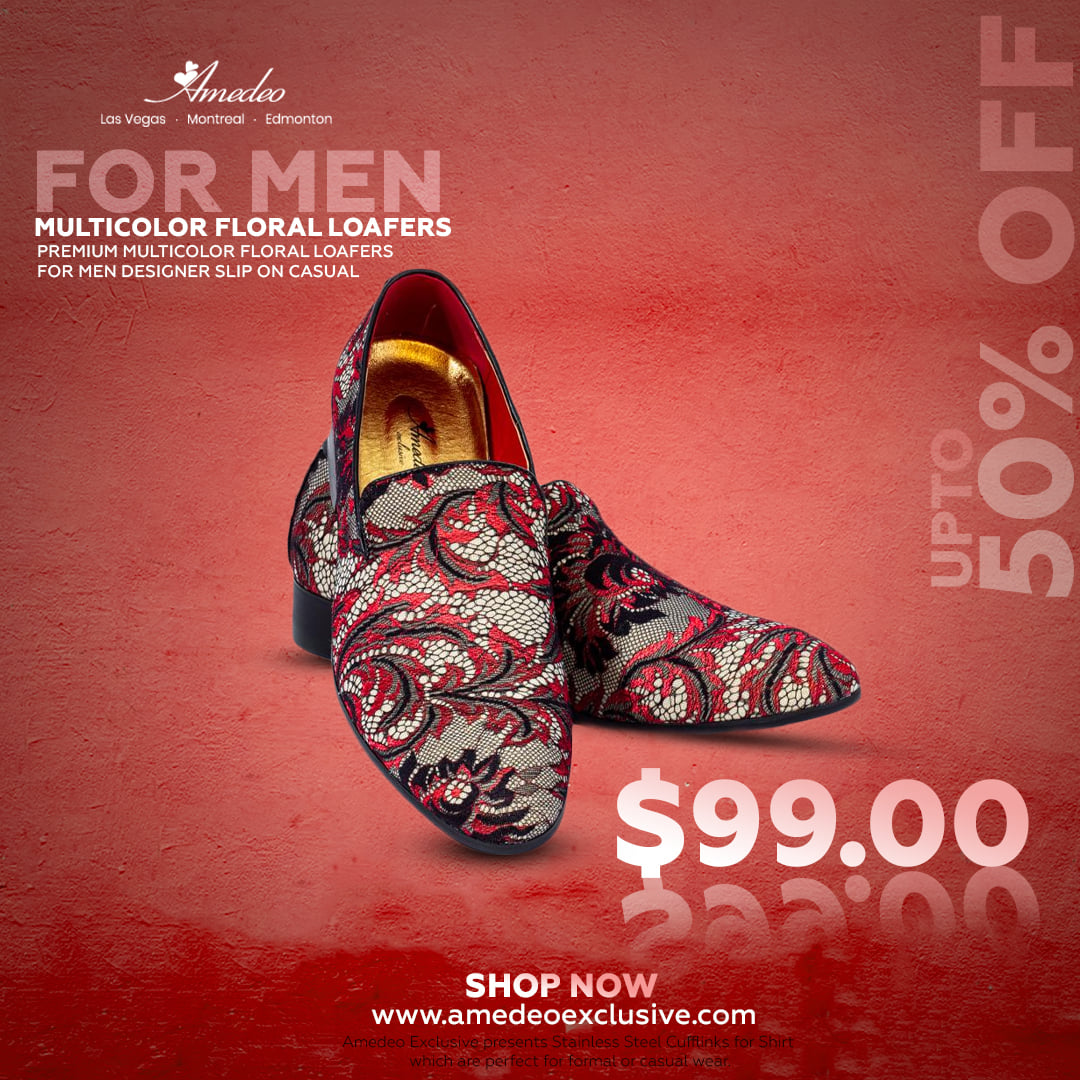 Amedeo
Las Vegas · Montreal · Edmonton
FOR MEN
MULTICOLOR FLORAL LOAFERS
PREMIUM MULTICOLOR FLORAL LOAFERS
FOR MEN DESIGNER SLIP ON CASUAL
UPTO
50% OFF
$99.00
SHOP NOW
www.amedeoexclusive.com
Amedeo Exclusive presents Stainless Steel Cufflinks for Shirt
which are perfect for formal or casual wear